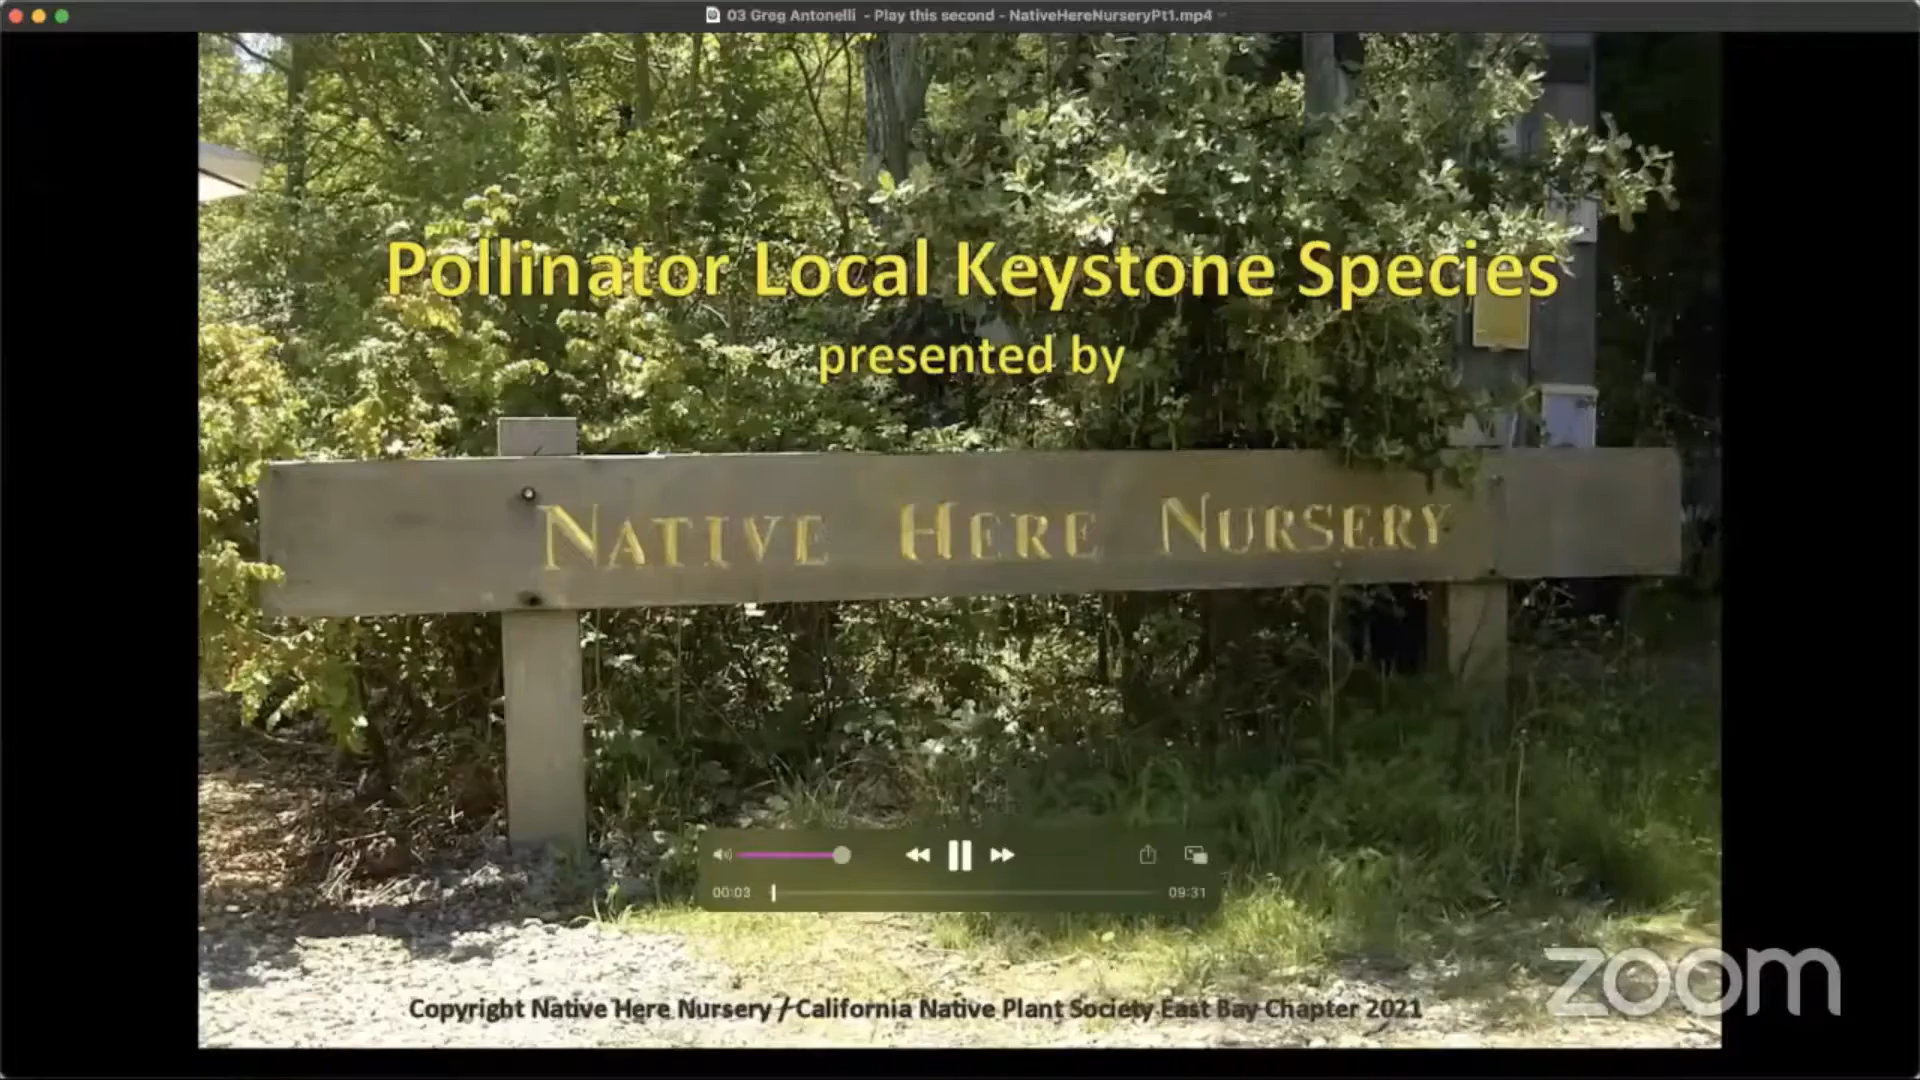 03 Greg Antonelli - Play this second - NativeHereNurseryPt1.mp4
Pollinator Local Keystone Species
presented by
NATIVE HERE NURSERY
00:03
09:31
Copyright Native Here Nursery / California Native Plant Society East Bay Chapter 2021
zoom